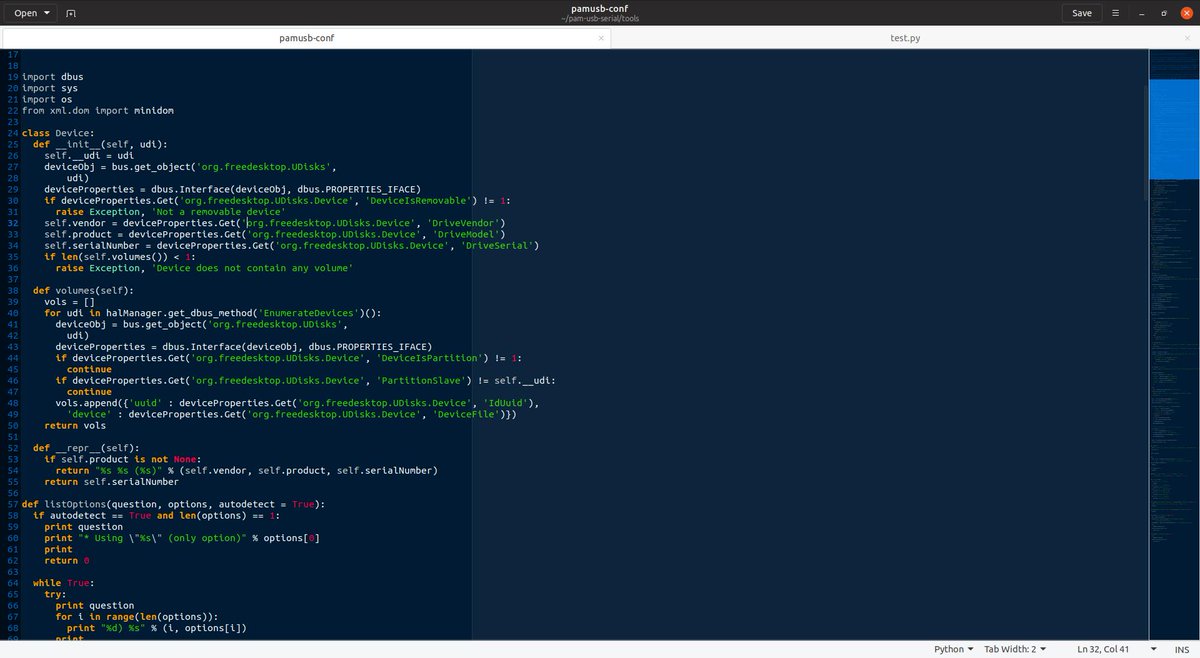 Open
pamusb-conf
~/pam-usb-serial/tools
Save
pamusb-conf
test.py
17
18
19 import dbus
20 import sys
21 import os
22 from xml.dom import minidom
23
24 class Device:
25   def __init__(self, udi):
26     self.__udi = udi
27     deviceObj = bus.get_object('org.freedesktop.UDisks',
28         udi)
29     deviceProperties = dbus.Interface(deviceObj, dbus.PROPERTIES_IFACE)
30     if deviceProperties.Get('org.freedesktop.UDisks.Device', 'DeviceIsRemovable') != 1:
31       raise Exception, 'Not a removable device'
32     self.vendor = deviceProperties.Get('org.freedesktop.UDisks.Device', 'DriveVendor')
33     self.product = deviceProperties.Get('org.freedesktop.UDisks.Device', 'DriveModel')
34     self.serialNumber = deviceProperties.Get('org.freedesktop.UDisks.Device', 'DriveSerial')
35     if len(self.volumes()) < 1:
36       raise Exception, 'Device does not contain any volume'
37
38   def volumes(self):
39     vols = []
40     for udi in halManager.get_dbus_method('EnumerateDevices')():
41       deviceObj = bus.get_object('org.freedesktop.UDisks',
42         udi)
43       deviceProperties = dbus.Interface(deviceObj, dbus.PROPERTIES_IFACE)
44       if deviceProperties.Get('org.freedesktop.UDisks.Device', 'DeviceIsPartition') != 1:
45         continue
46       if deviceProperties.Get('org.freedesktop.UDisks.Device', 'PartitionSlave') != self.__udi:
47         continue
48       vols.append({'uuid' : deviceProperties.Get('org.freedesktop.UDisks.Device', 'IdUuid'),
49         'device' : deviceProperties.Get('org.freedesktop.UDisks.Device', 'DeviceFile')})
50     return vols
51
52   def __repr__(self):
53     if self.product is not None:
54       return "%s %s (%s)" % (self.vendor, self.product, self.serialNumber)
55     return self.serialNumber
56
57 def listOptions(question, options, autodetect = True):
58   if autodetect == True and len(options) == 1:
59     print question
60     print "* Using \"%s\" (only option)" % options[0]
61     print
62     return 0
63
64   while True:
65     try:
66       print question
67       for i in range(len(options)):
68         print "%d) %s" % (i, options[i])
69       print
Python
Tab Width: 2
Ln 32, Col 41
INS